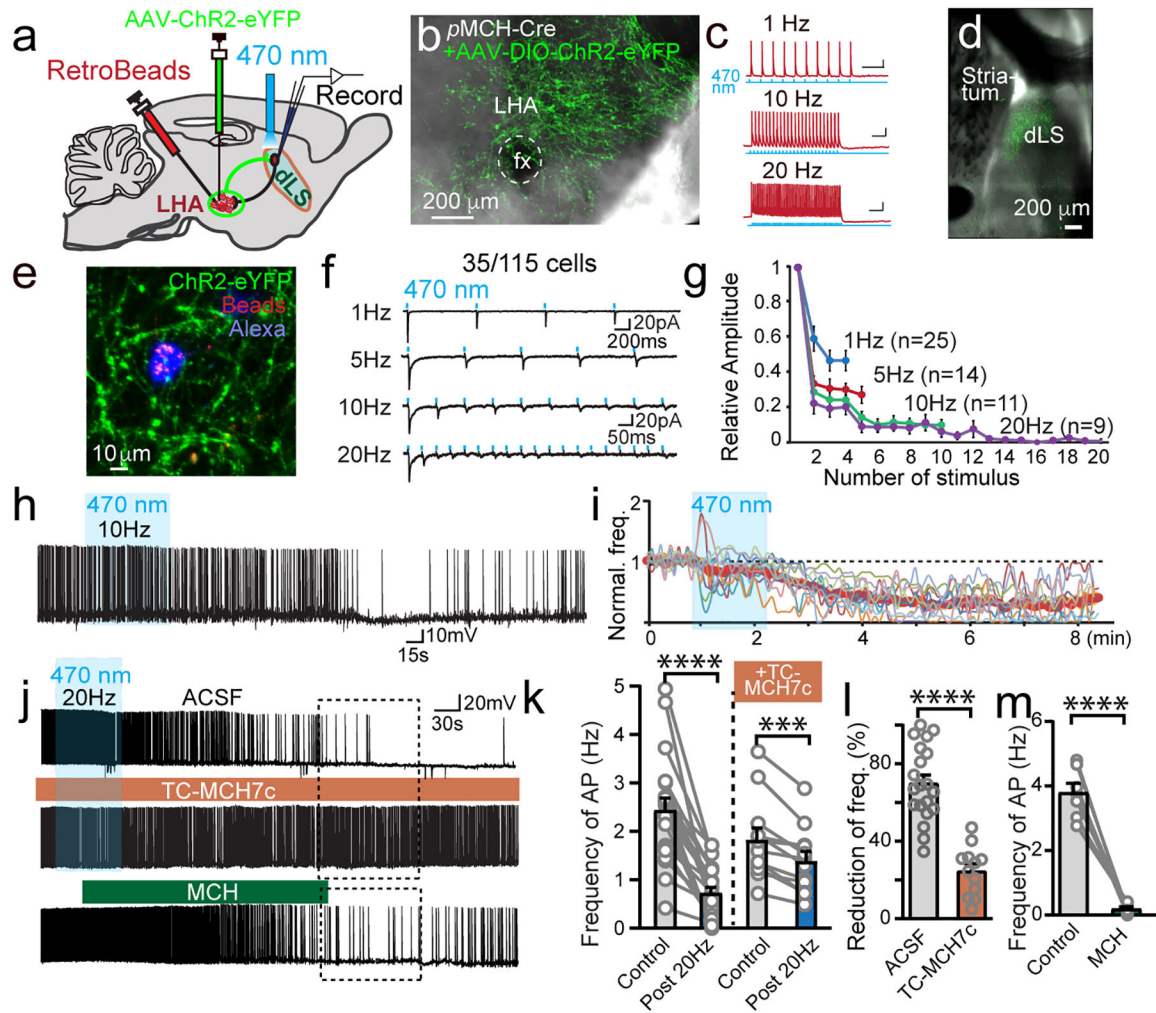 a
AAV-ChR2-eYFP
RetroBeads
470 nm
Record
dLS
LHA
b
pMCH-Cre
+AAV-DIO-ChR2-eYFP
LHA
fx
200 μm
c
1 Hz
470
nm
10 Hz
20 Hz
d
Stria-
tum
dLS
200 μm
e
ChR2-eYFP
Beads
Alexa
10 μm
f
35/115 cells
470 nm
1Hz
20pA
200ms
5Hz
10Hz
20pA
50ms
20Hz
g
Relative Amplitude
1
0.8
0.6
0.4
0.2
0
1Hz (n=25)
5Hz (n=14)
10Hz (n=11)
20Hz (n=9)
2 4 6 8 10 12 14 16 18 20
Number of stimulus
h
470 nm
10Hz
10mV
15s
i
Normal. freq.
2
1
470 nm
0 2 4 6 8 (min)
j
470 nm
20Hz
ACSF
20mV
30s
TC-MCH7c
MCH
k
Frequency of AP (Hz)
5
4
3
2
1
0
****
+TC-
MCH7c
***
Control
Post 20Hz
Control
Post 20Hz
l
Reduction of freq. (%)
80
40
0
****
ACSF
TC-MCH7c
m
Frequency of AP (Hz)
6
4
2
0
****
Control
MCH